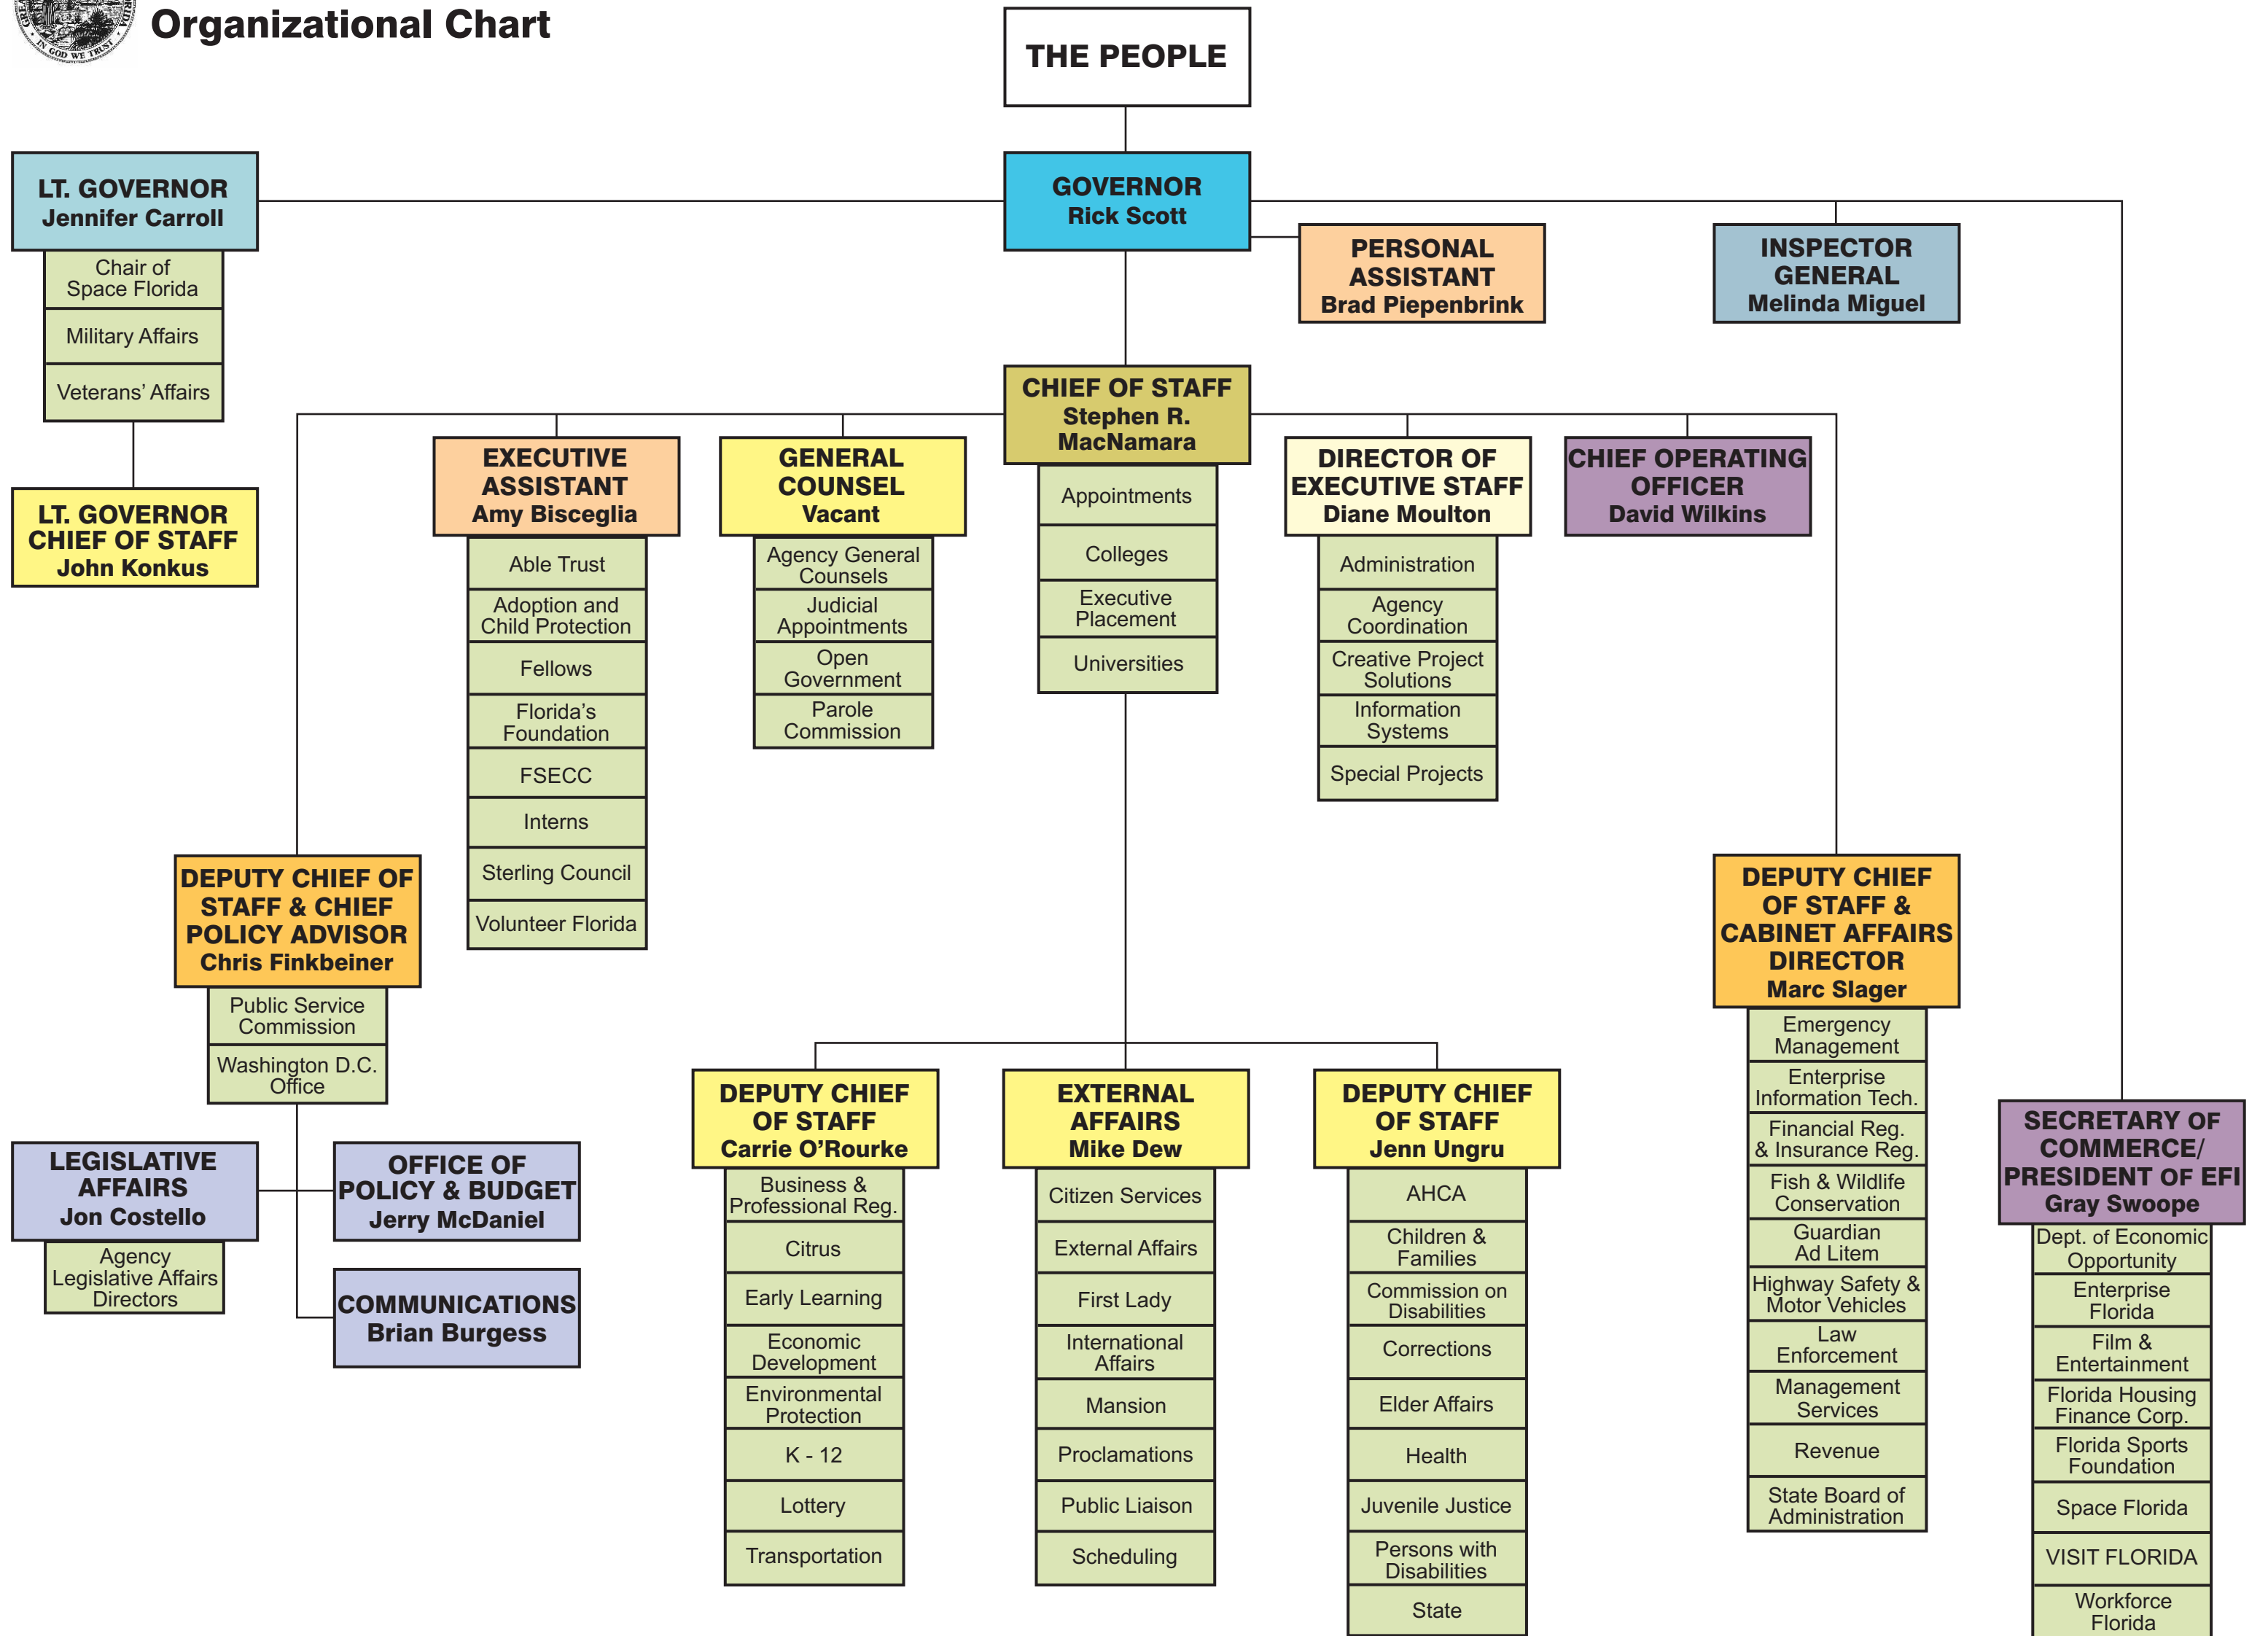 IN GOD WE TRUST
Organizational Chart
THE PEOPLE
LT. GOVERNOR
Jennifer Carroll
Chair of
Space Florida
Military Affairs
Veterans’ Affairs
LT. GOVERNOR
CHIEF OF STAFF
John Konkus
GOVERNOR
Rick Scott
PERSONAL
ASSISTANT
Brad Piepenbrink
INSPECTOR
GENERAL
Melinda Miguel
CHIEF OF STAFF
Stephen R.
MacNamara
Appointments
Colleges
Executive
Placement
Universities
EXECUTIVE
ASSISTANT
Amy Bisceglia
Able Trust
Adoption and
Child Protection
Fellows
Florida’s
Foundation
FSECC
Interns
Sterling Council
Volunteer Florida
GENERAL
COUNSEL
Vacant
Agency General
Counsels
Judicial
Appointments
Open
Government
Parole
Commission
DIRECTOR OF
EXECUTIVE STAFF
Diane Moulton
Administration
Agency
Coordination
Creative Project
Solutions
Information
Systems
Special Projects
CHIEF OPERATING
OFFICER
David Wilkins
DEPUTY CHIEF OF
STAFF & CHIEF
POLICY ADVISOR
Chris Finkbeiner
Public Service
Commission
Washington D.C.
Office
LEGISLATIVE
AFFAIRS
Jon Costello
Agency
Legislative Affairs
Directors
OFFICE OF
POLICY & BUDGET
Jerry McDaniel
COMMUNICATIONS
Brian Burgess
DEPUTY CHIEF
OF STAFF
Carrie O’Rourke
Business &
Professional Reg.
Citrus
Early Learning
Economic
Development
Environmental
Protection
K - 12
Lottery
Transportation
EXTERNAL
AFFAIRS
Mike Dew
Citizen Services
External Affairs
First Lady
International
Affairs
Mansion
Proclamations
Public Liaison
Scheduling
DEPUTY CHIEF
OF STAFF
Jenn Ungru
AHCA
Children &
Families
Commission on
Disabilities
Corrections
Elder Affairs
Health
Juvenile Justice
Persons with
Disabilities
State
DEPUTY CHIEF
OF STAFF &
CABINET AFFAIRS
DIRECTOR
Marc Slager
Emergency
Management
Enterprise
Information Tech.
Financial Reg.
& Insurance Reg.
Fish & Wildlife
Conservation
Guardian
Ad Litem
Highway Safety &
Motor Vehicles
Law
Enforcement
Management
Services
Revenue
State Board of
Administration
SECRETARY OF
COMMERCE/
PRESIDENT OF EFI
Gray Swoope
Dept. of Economic
Opportunity
Enterprise
Florida
Film &
Entertainment
Florida Housing
Finance Corp.
Florida Sports
Foundation
Space Florida
VISIT FLORIDA
Workforce
Florida